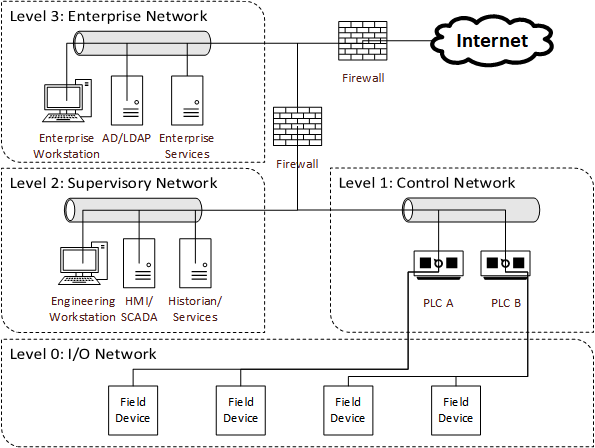 Level 3: Enterprise Network
Internet
Firewall
Enterprise
Workstation
AD/LDAP
Enterprise
Services
Firewall
Level 2: Supervisory Network
Level 1: Control Network
Engineering
Workstation
HMI/
SCADA
Historian/
Services
PLC A
PLC B
Level 0: I/O Network
Field
Device
Field
Device
Field
Device
Field
Device